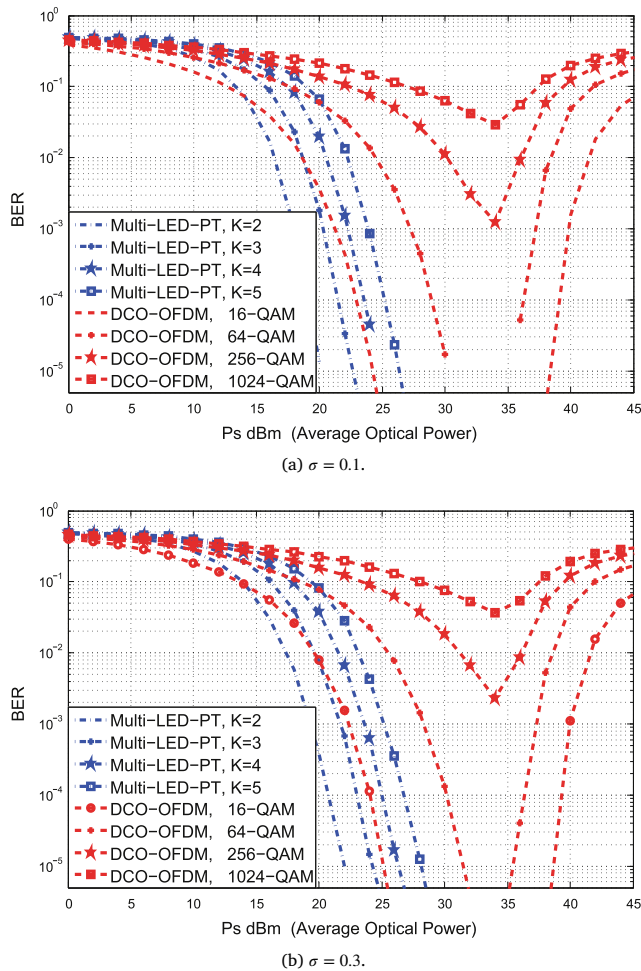 10^0
10^-1
10^-2
10^-3
10^-4
10^-5
BER
Multi-LED-PT, K=2
Multi-LED-PT, K=3
Multi-LED-PT, K=4
Multi-LED-PT, K=5
DCO-OFDM, 16-QAM
DCO-OFDM, 64-QAM
DCO-OFDM, 256-QAM
DCO-OFDM, 1024-QAM
0 5 10 15 20 25 30 35 40 45
Ps dBm (Average Optical Power)
(a) σ = 0.1.
10^0
10^-1
10^-2
10^-3
10^-4
10^-5
BER
Multi-LED-PT, K=2
Multi-LED-PT, K=3
Multi-LED-PT, K=4
Multi-LED-PT, K=5
DCO-OFDM, 16-QAM
DCO-OFDM, 64-QAM
DCO-OFDM, 256-QAM
DCO-OFDM, 1024-QAM
0 5 10 15 20 25 30 35 40 45
Ps dBm (Average Optical Power)
(b) σ = 0.3.